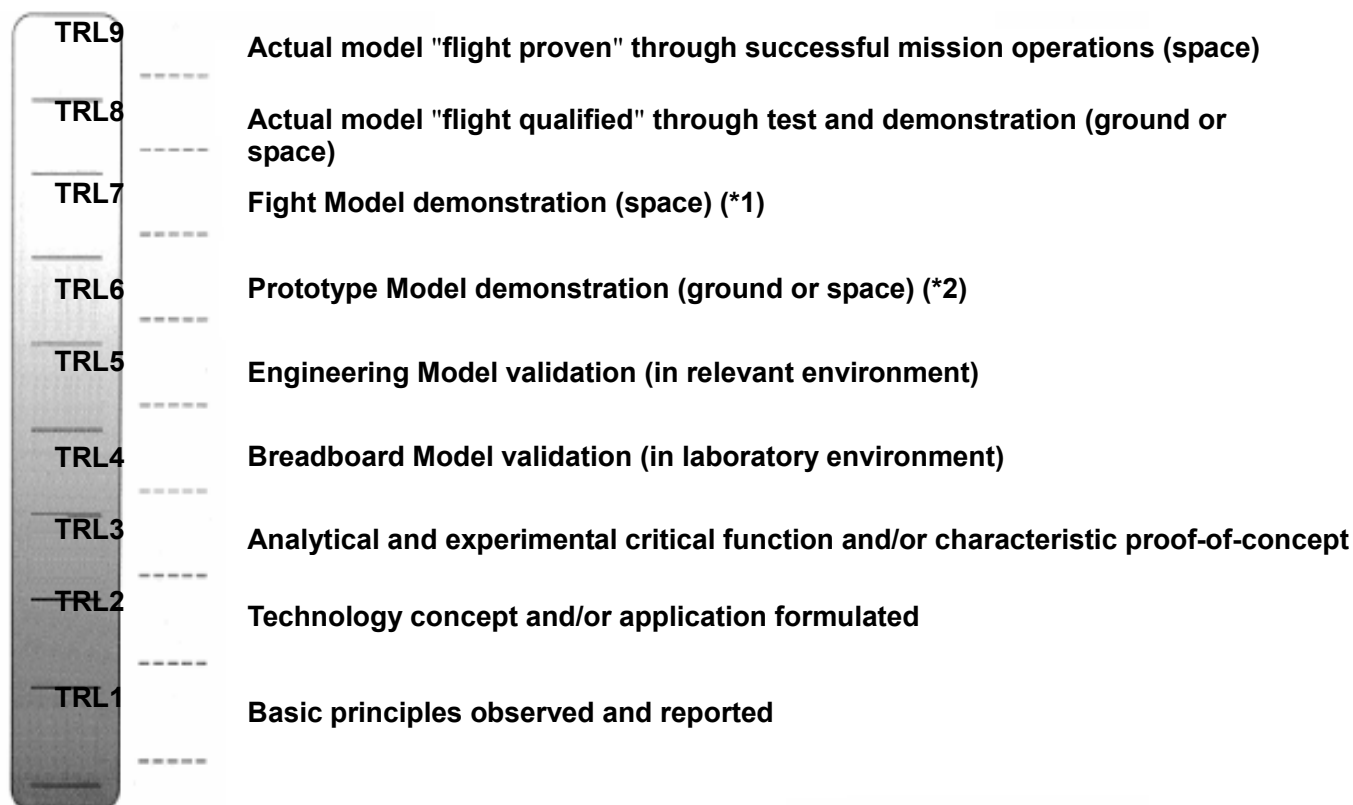 TRL9
Actual model "flight proven" through successful mission operations (space)
TRL8
Actual model "flight qualified" through test and demonstration (ground or
space)
TRL7
Fight Model demonstration (space) (*1)
TRL6
Prototype Model demonstration (ground or space) (*2)
TRL5
Engineering Model validation (in relevant environment)
TRL4
Breadboard Model validation (in laboratory environment)
TRL3
Analytical and experimental critical function and/or characteristic proof-of-concept
TRL2
Technology concept and/or application formulated
TRL1
Basic principles observed and reported